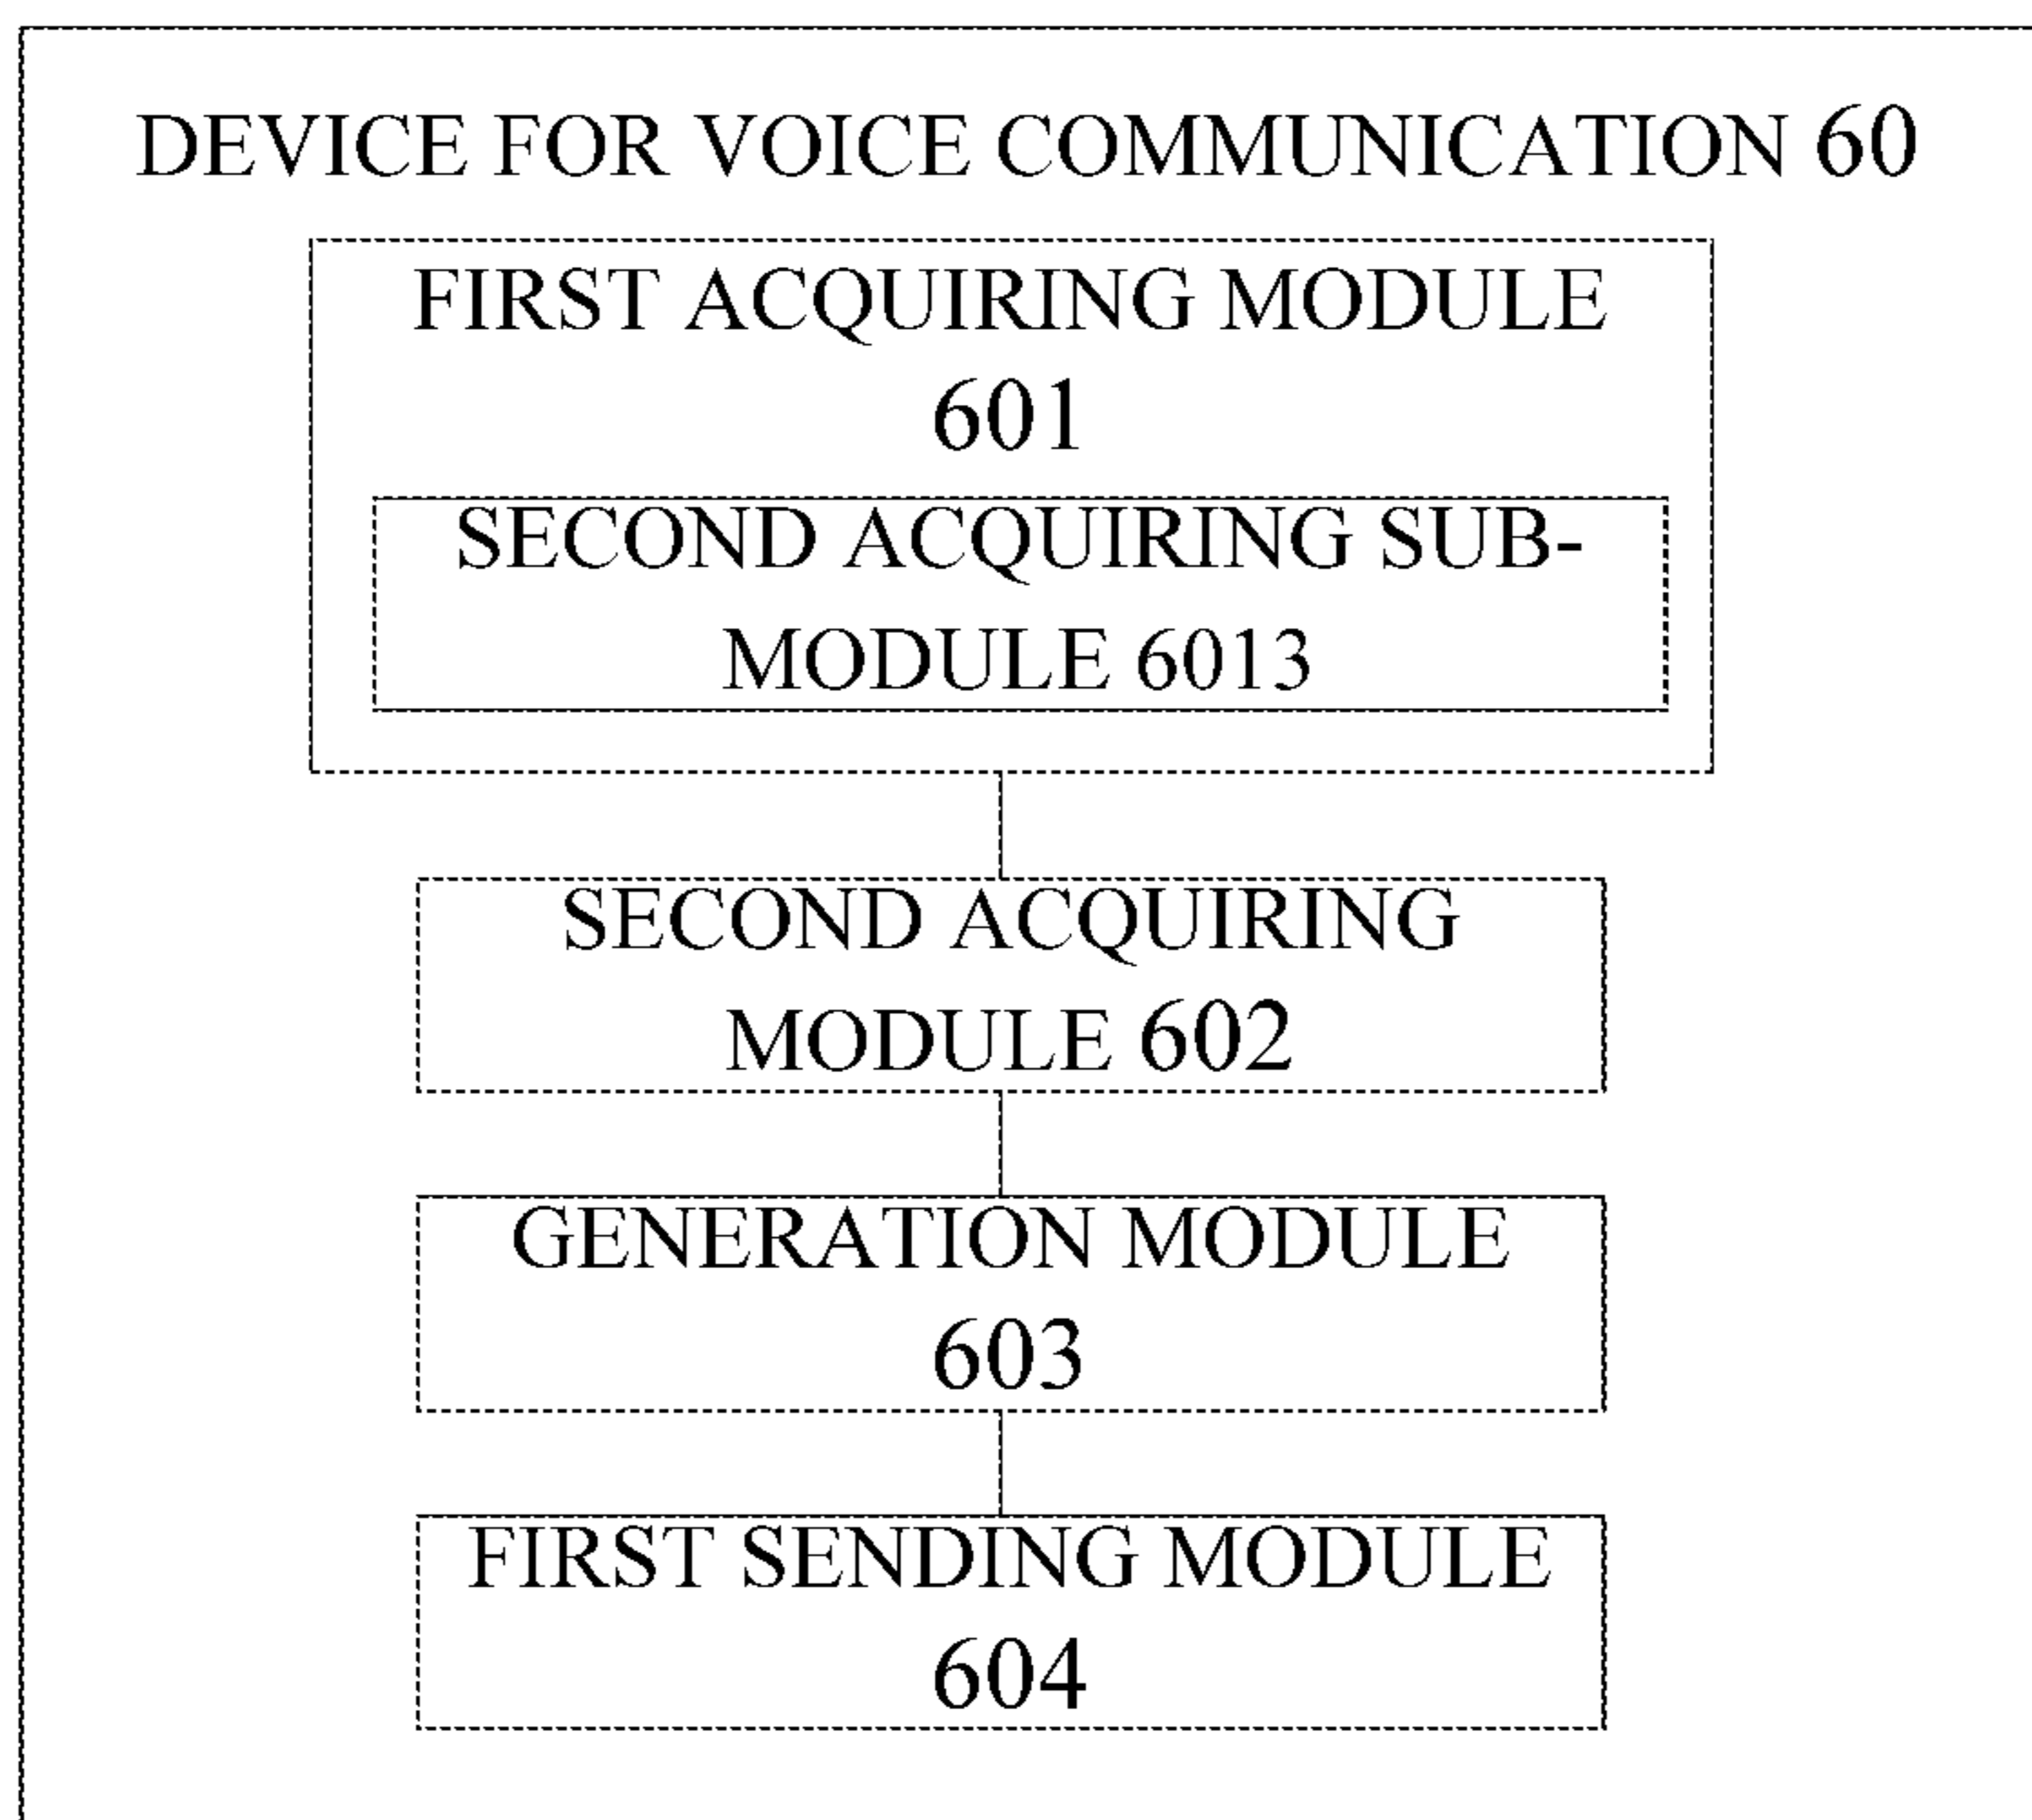 DEVICE FOR VOICE COMMUNICATION 60
FIRST ACQUIRING MODULE
601
SECOND ACQUIRING SUB-
MODULE 6013
SECOND ACQUIRING
MODULE 602
GENERATION MODULE
603
FIRST SENDING MODULE
604